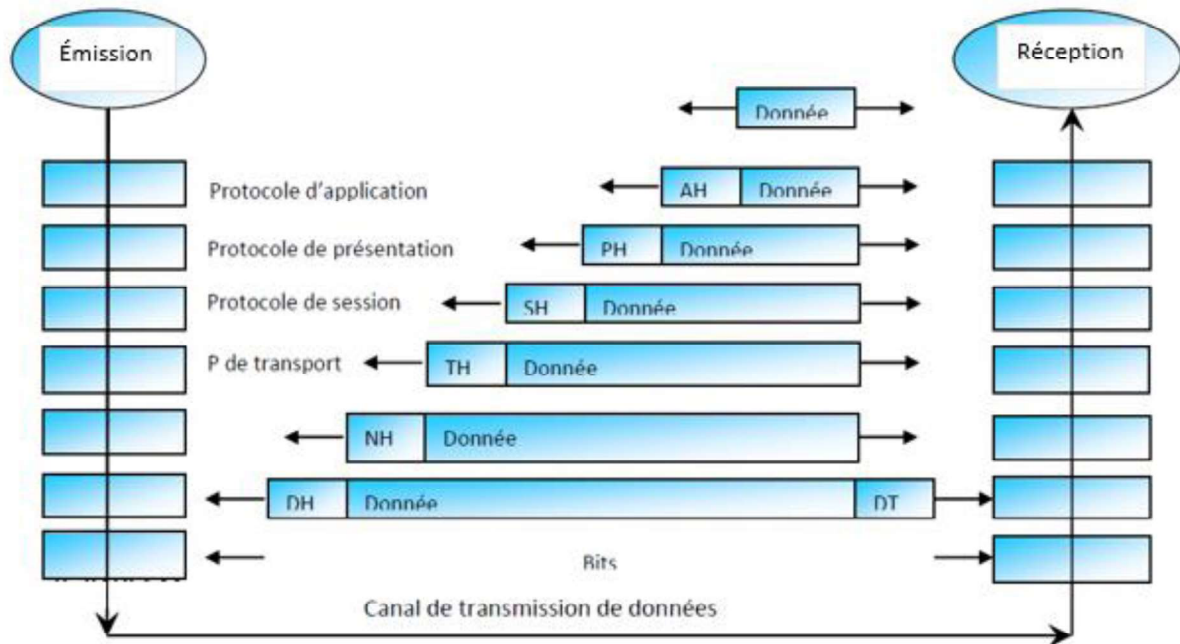 Émission
Réception
Donnée
Protocole d'application
AH Donnée
Protocole de présentation
PH Donnée
Protocole de session
SH Donnée
P de transport
TH Donnée
NH Donnée
DH Donnée DT
Bits
Canal de transmission de données